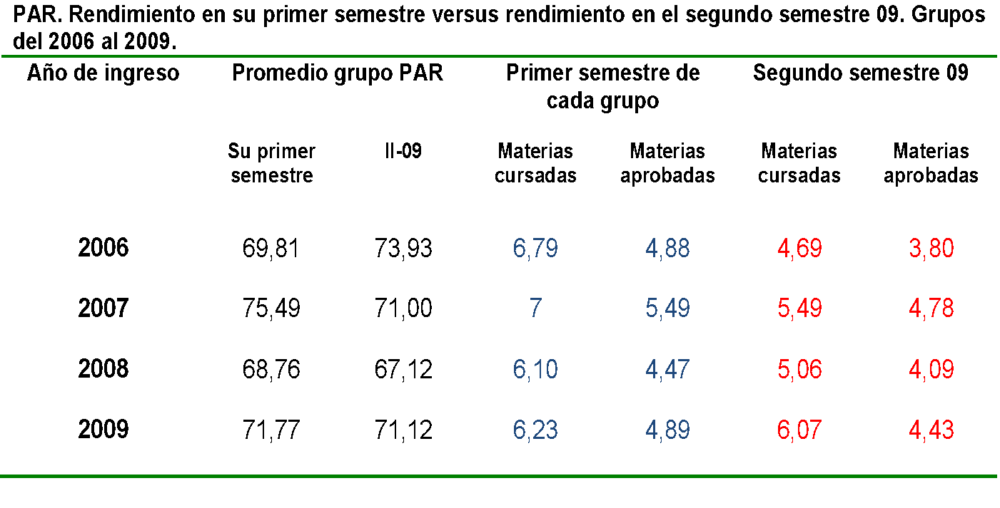 PAR. Rendimiento en su primer semestre versus rendimiento en el segundo semestre 09. Grupos
del 2006 al 2009.
Año de ingreso Promedio grupo PAR Primer semestre de Segundo semestre 09
cada grupo
Su primer II-09 Materias Materias Materias Materias
semestre cursadas aprobadas cursadas aprobadas
2006 69,81 73,93 6,79 4,88 4,69 3,80
2007 75,49 71,00 7 5,49 5,49 4,78
2008 68,76 67,12 6,10 4,47 5,06 4,09
2009 71,77 71,12 6,23 4,89 6,07 4,43